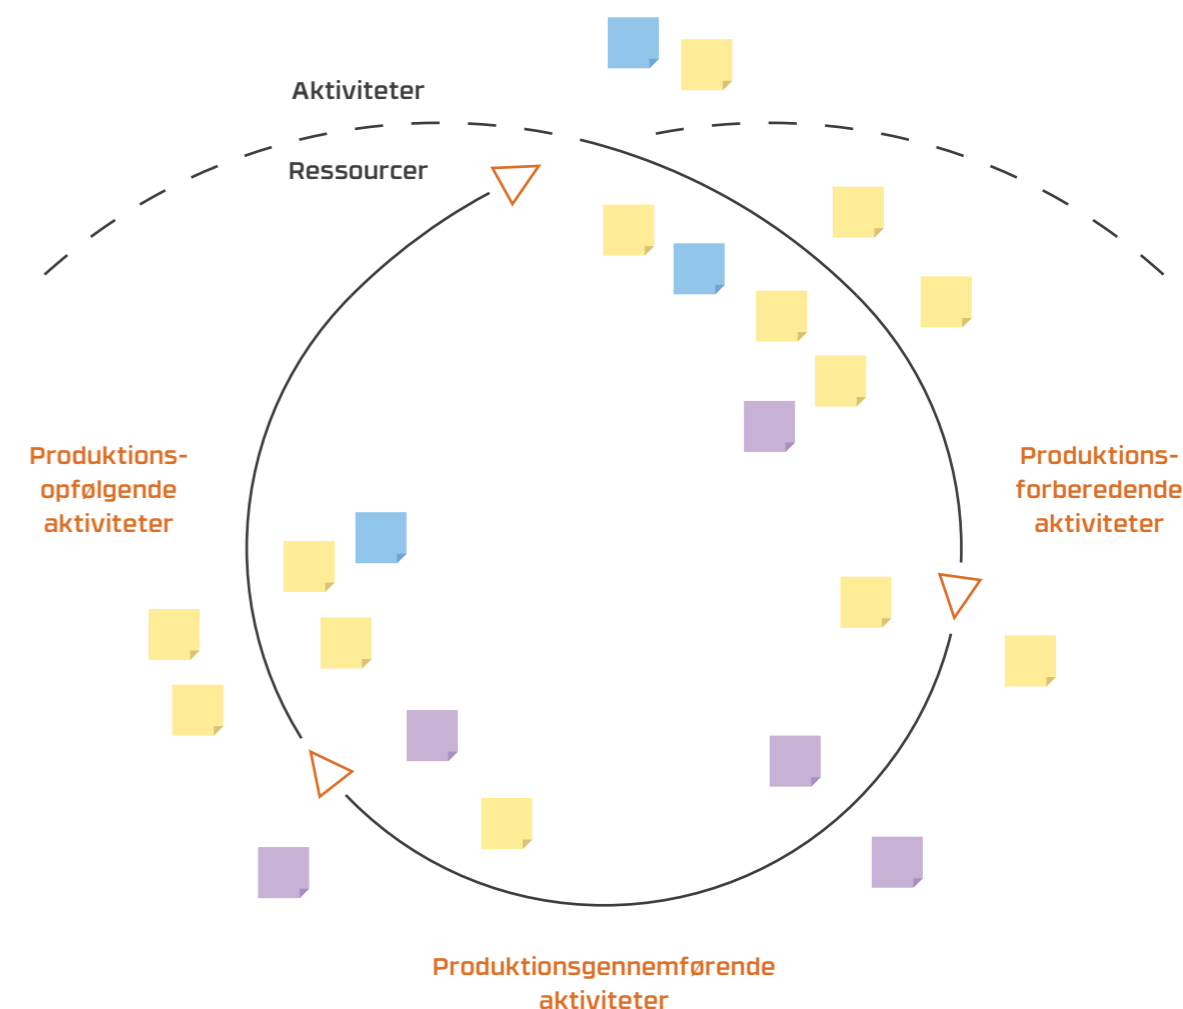 Aktiviteter
Ressourcer
Produktions-
opfølgende
aktiviteter
Produktions-
forberedende
aktiviteter
Produktionsgennemførende
aktiviteter